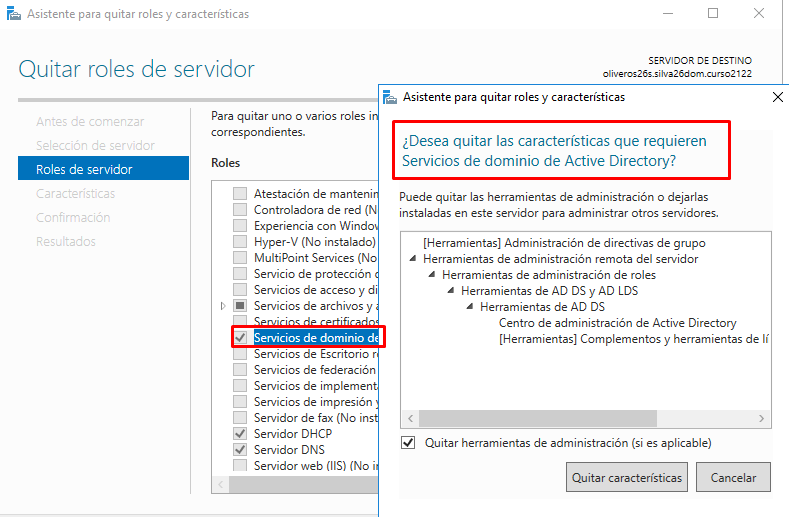 Asistente para quitar roles y características
Quitar roles de servidor
SERVIDOR DE DESTINO
oliveros26s.silva26dom.curso2122
Antes de comenzar
Selección de servidor
Roles de servidor
Características
Confirmación
Resultados
Para quitar uno o varios roles in
correspondientes.
Roles
Atestación de mantenin
Controladora de red (N
Experiencia con Window
Hyper-V (No instalado)
MultiPoint Services (No
Servicio de protección d
Servicios de acceso y di
Servicios de archivos y a
Servicios de certificados
Servicios de dominio de
Servicios de Escritorio re
Servicios de federación
Servicios de implementa
Servicios de impresión y
Servidor de fax (No inst
Servidor DHCP
Servidor DNS
Servidor web (IIS) (No in
Asistente para quitar roles y características
¿Desea quitar las características que requieren
Servicios de dominio de Active Directory?
Puede quitar las herramientas de administración o dejarlas
instaladas en este servidor para administrar otros servidores.
[Herramientas] Administración de directivas de grupo
Herramientas de administración remota del servidor
Herramientas de administración de roles
Herramientas de AD DS y AD LDS
Herramientas de AD DS
Centro de administración de Active Directory
[Herramientas] Complementos y herramientas de lí
Quitar herramientas de administración (si es aplicable)
Quitar características
Cancelar